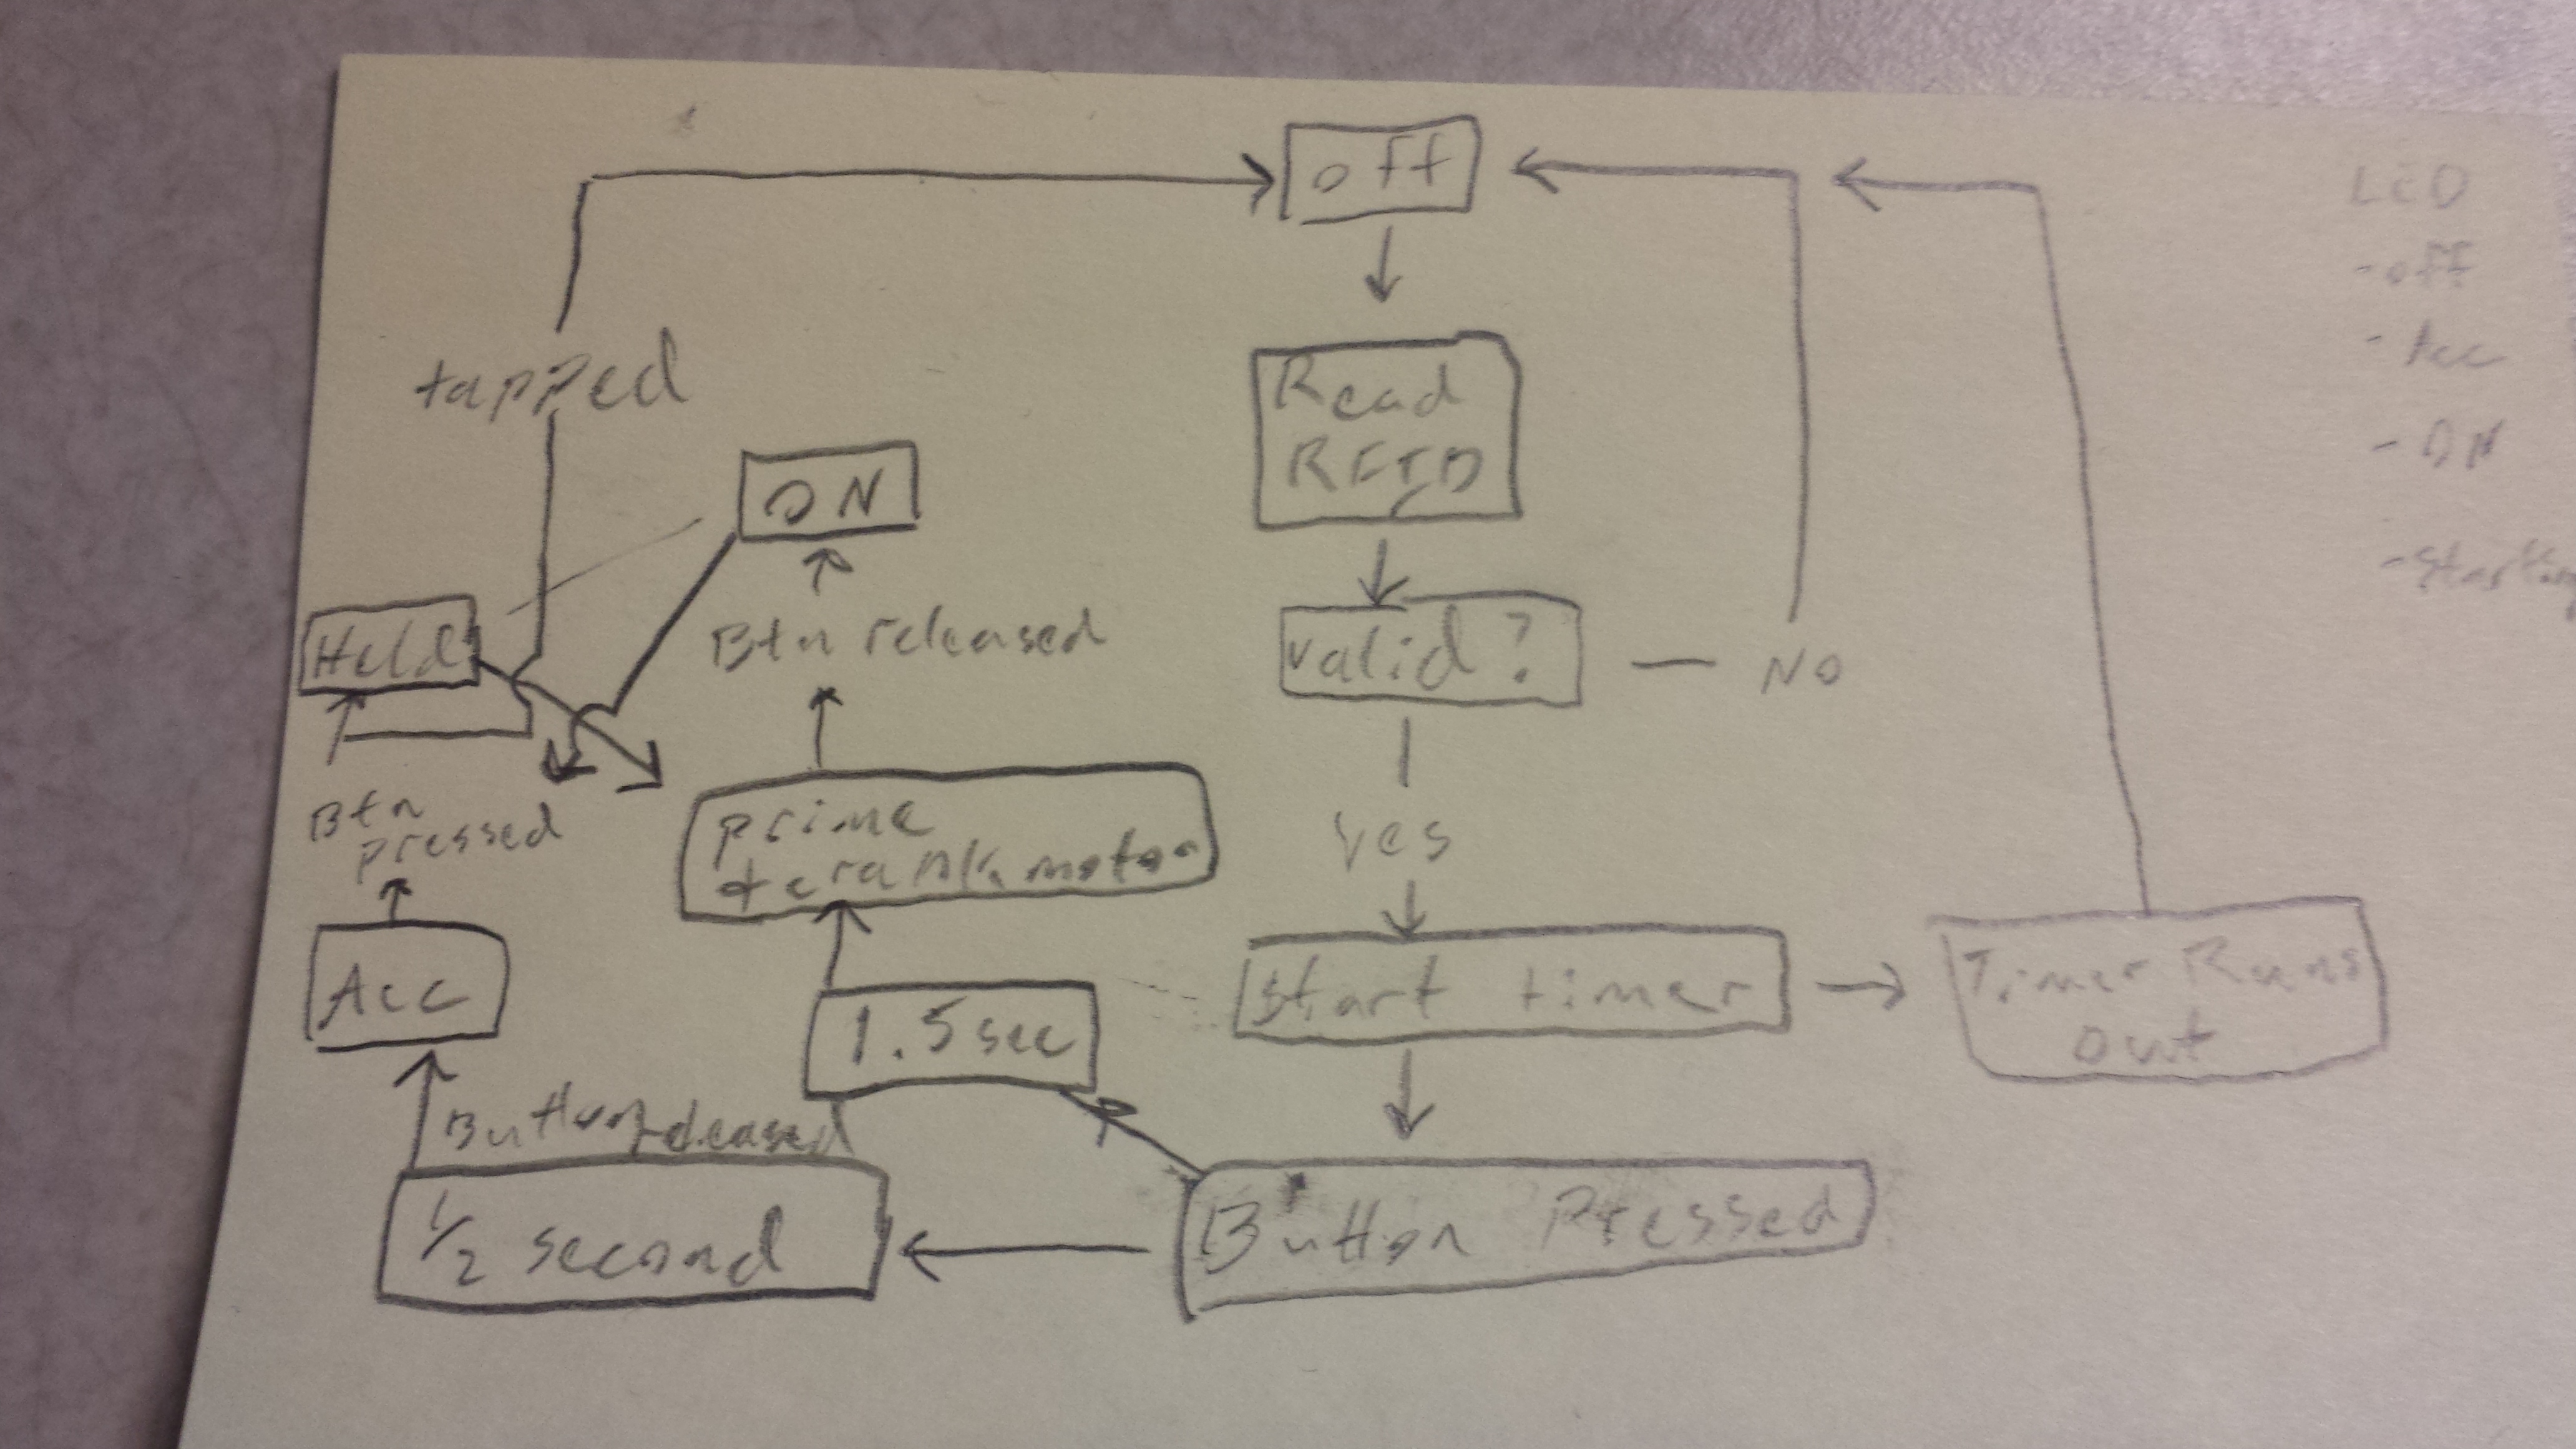 off
Read
RFID
valid?
NO
yes
start timer
Timer Runs
out
Button Pressed
1.5 sec
1/2 second
Button released
Acc
Btn
pressed
Held
tapped
prime
+ crank motor
Btn released
ON
LCD
- off
- Acc
- ON
- starting